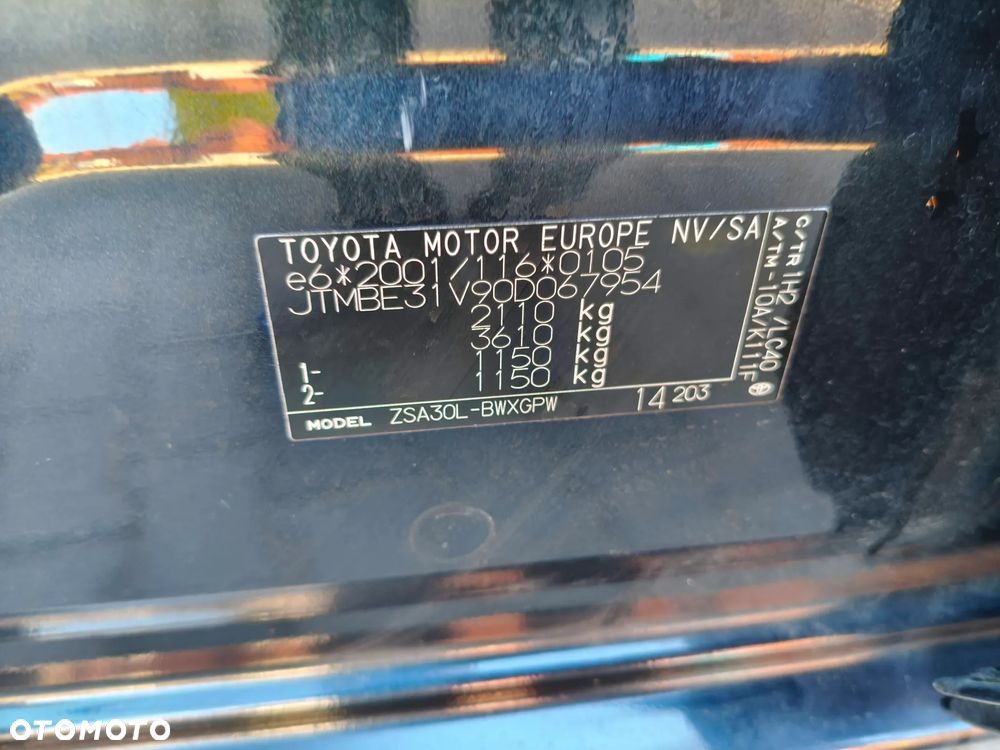 TOYOTA MOTOR EUROPE NV/SA
e6*2001/116*0105
JTMBE31V90D067954
2110 kg
3610 kg
1- 1150 kg
2- 1150 kg
MODEL ZSA30L-BWXGPW 14 203
C/TR 1H2 /LC40
A/TM -10A/K111F
OTOMOTO